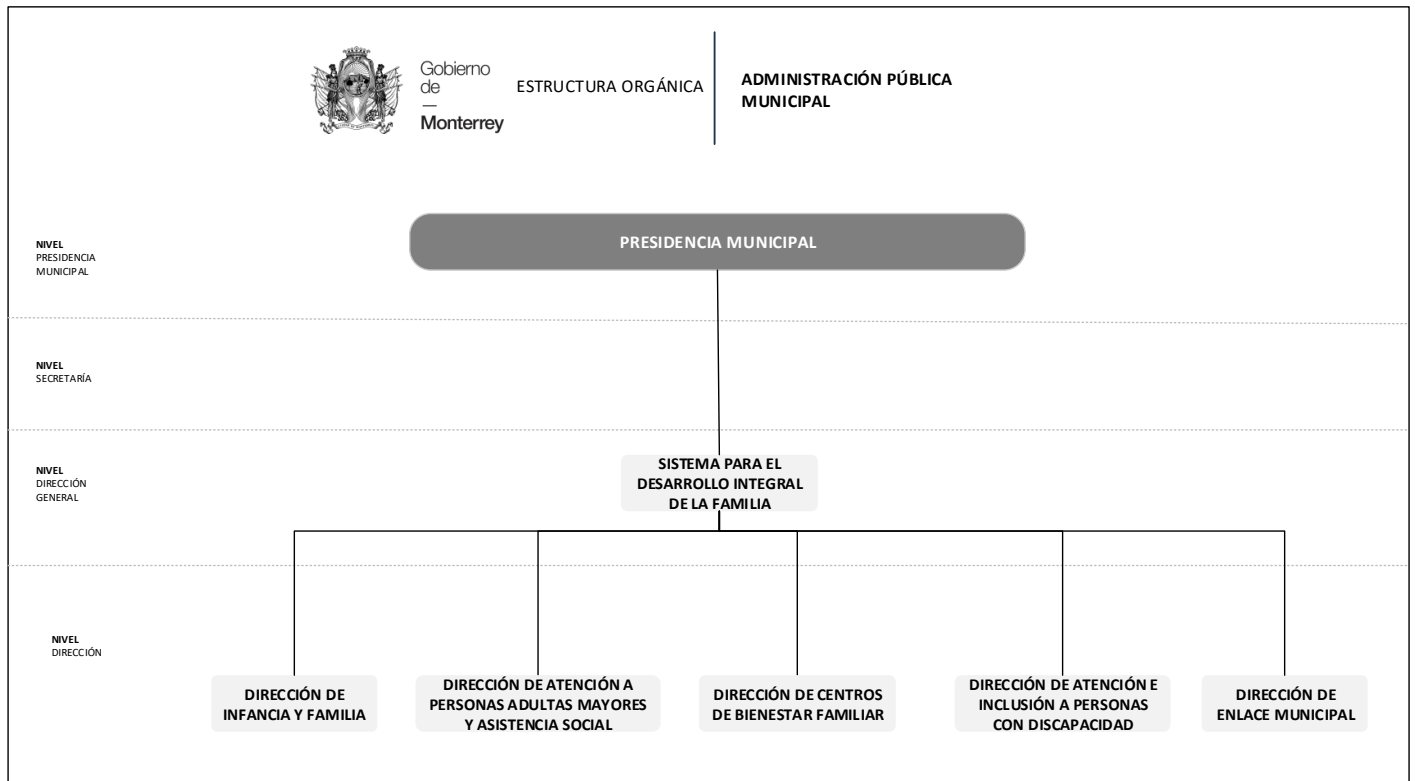 Gobierno
de
—
Monterrey
ESTRUCTURA ORGÁNICA
ADMINISTRACIÓN PÚBLICA
MUNICIPAL
NIVEL
PRESIDENCIA
MUNICIPAL
PRESIDENCIA MUNICIPAL
NIVEL
SECRETARÍA
NIVEL
DIRECCIÓN
GENERAL
SISTEMA PARA EL
DESARROLLO INTEGRAL
DE LA FAMILIA
NIVEL
DIRECCIÓN
DIRECCIÓN DE
INFANCIA Y FAMILIA
DIRECCIÓN DE ATENCIÓN A
PERSONAS ADULTAS MAYORES
Y ASISTENCIA SOCIAL
DIRECCIÓN DE CENTROS
DE BIENESTAR FAMILIAR
DIRECCIÓN DE ATENCIÓN E
INCLUSIÓN A PERSONAS
CON DISCAPACIDAD
DIRECCIÓN DE
ENLACE MUNICIPAL